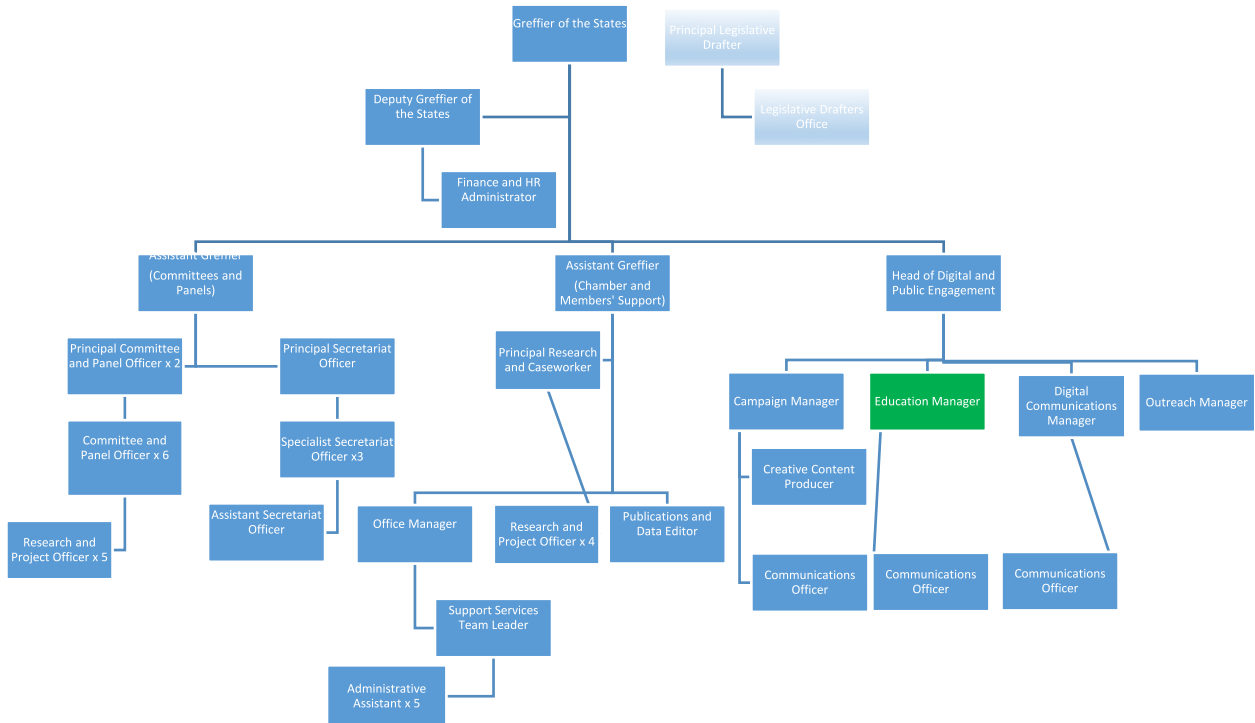 Greffier of the States
Principal Legislative
Drafter
Deputy Greffier of
the States
Legislative Drafters
Office
Finance and HR
Administrator
Assistant Greffier
(Committees and
Panels)
Assistant Greffier
(Chamber and
Members' Support)
Head of Digital and
Public Engagement
Principal Committee
and Panel Officer x 2
Principal Secretariat
Officer
Principal Research
and Caseworker
Campaign Manager
Education Manager
Digital
Communications
Manager
Outreach Manager
Committee and
Panel Officer x 6
Specialist Secretariat
Officer x3
Creative Content
Producer
Research and
Project Officer x 5
Assistant Secretariat
Officer
Office Manager
Research and
Project Officer x 4
Publications and
Data Editor
Communications
Officer
Communications
Officer
Communications
Officer
Support Services
Team Leader
Administrative
Assistant x 5